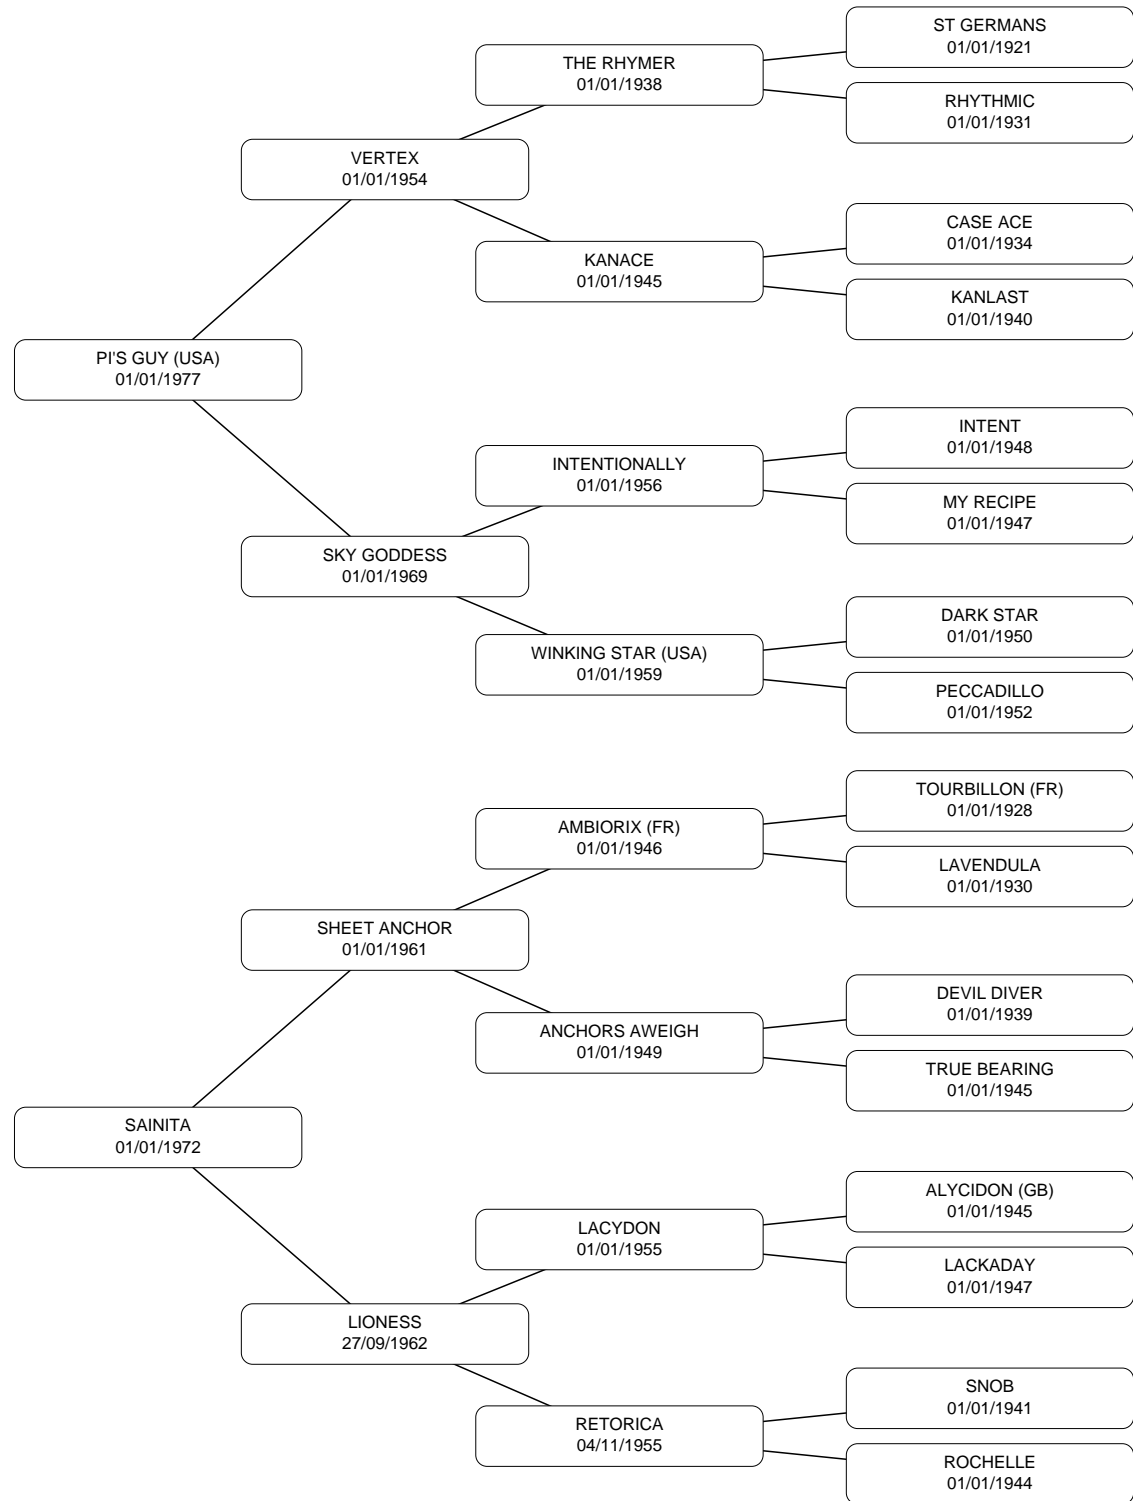 ST GERMANS
01/01/1921
THE RHYMER
01/01/1938
RHYTHMIC
01/01/1931
VERTEX
01/01/1954
CASE ACE
01/01/1934
KANACE
01/01/1945
KANLAST
01/01/1940
PI'S GUY (USA)
01/01/1977
INTENT
01/01/1948
INTENTIONALLY
01/01/1956
MY RECIPE
01/01/1947
SKY GODDESS
01/01/1969
DARK STAR
01/01/1950
WINKING STAR (USA)
01/01/1959
PECCADILLO
01/01/1952
TOURBILLON (FR)
01/01/1928
AMBIORIX (FR)
01/01/1946
LAVENDULA
01/01/1930
SHEET ANCHOR
01/01/1961
DEVIL DIVER
01/01/1939
ANCHORS AWEIGH
01/01/1949
TRUE BEARING
01/01/1945
SAINITA
01/01/1972
ALYCIDON (GB)
01/01/1945
LACYDON
01/01/1955
LACKADAY
01/01/1947
LIONESS
27/09/1962
SNOB
01/01/1941
RETORICA
04/11/1955
ROCHELLE
01/01/1944